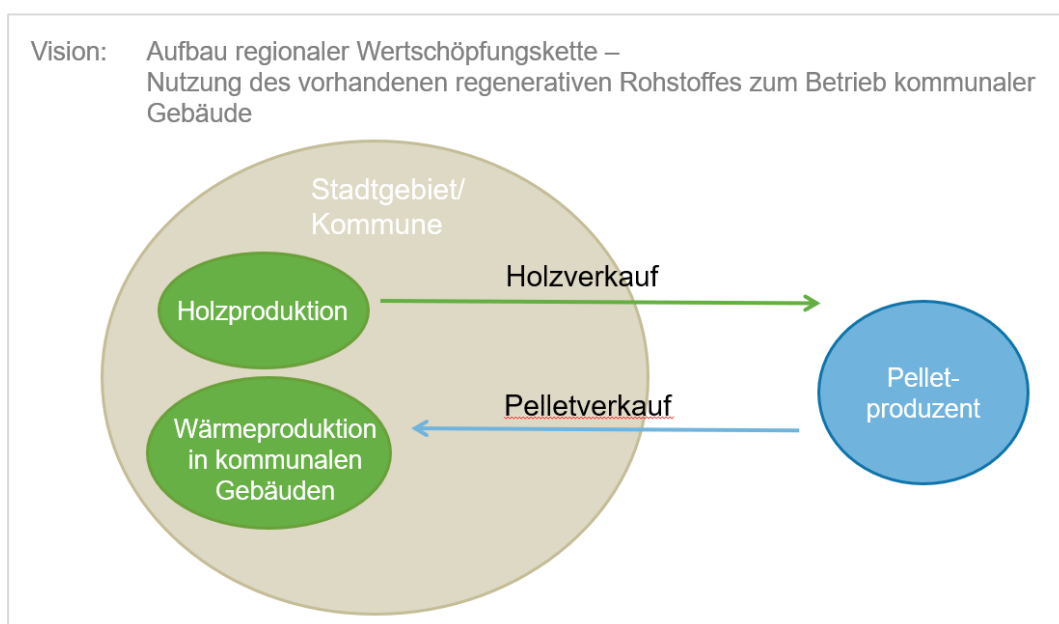 Vision: Aufbau regionaler Wertschöpfungskette –
Nutzung des vorhandenen regenerativen Rohstoffes zum Betrieb kommunaler
Gebäude
Stadtgebiet/
Kommune
Holzverkauf
Holzproduktion
Pellet-
produzent
Pelletverkauf
Wärmeproduktion
in kommunalen
Gebäuden